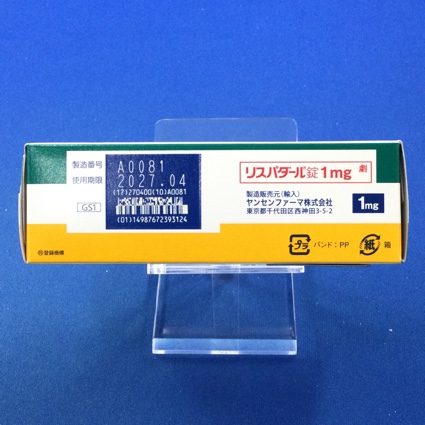 製造番号 A0081
使用期限 2027.04
(17)270400(10)A0081
GS1
(01)14987672393124
リスパダール錠1mg 劇
製造販売元(輸入)
ヤンセンファーマ株式会社
東京都千代田区西神田3-5-2
1mg
プラ バンド:PP 紙 箱
Ⓡ登録商標